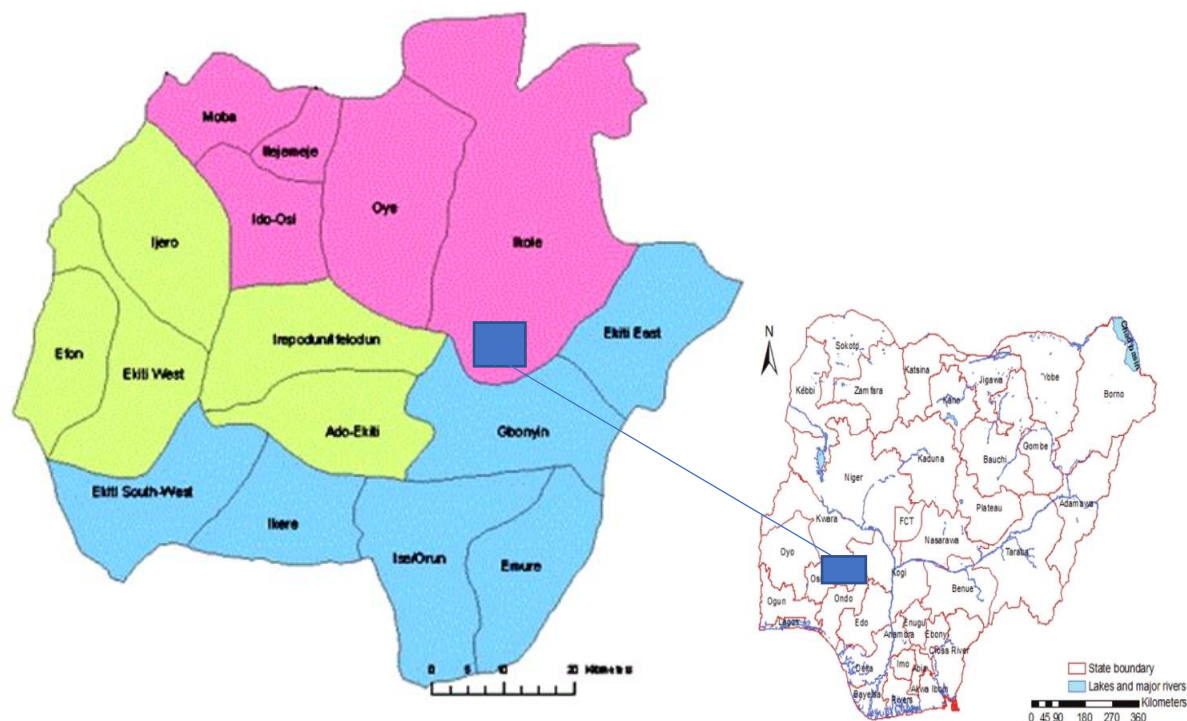 Moba
Ilejemeje
Oye
Ido-Osi
Ikole
Ijero
Ekiti East
Irepodun/Ifelodun
Efon
Ekiti West
Ado-Ekiti
Gbonyin
Ekiti South-West
Ikere
Ise/Orun
Emure
0 5 10 20 Kilometers
N
Chad basin
Sokoto
Katsina
Jigawa
Yobe
Borno
Kebbi
Zamfara
Kano
Gombe
Bauchi
Kaduna
Niger
Adamawa
Plateau
Kwara
FCT
Nasarawa
Taraba
Oyo
Kogi
Benue
Ogun
Ondo
Lagos
Edo
Enugu
Anambra
Ebonyi
Cross River
Imo
Abia
Delta
Akwa Ibom
Bayelsa
Rivers
State boundary
Lakes and major rivers
Kilometers
0 45 90 180 270 360